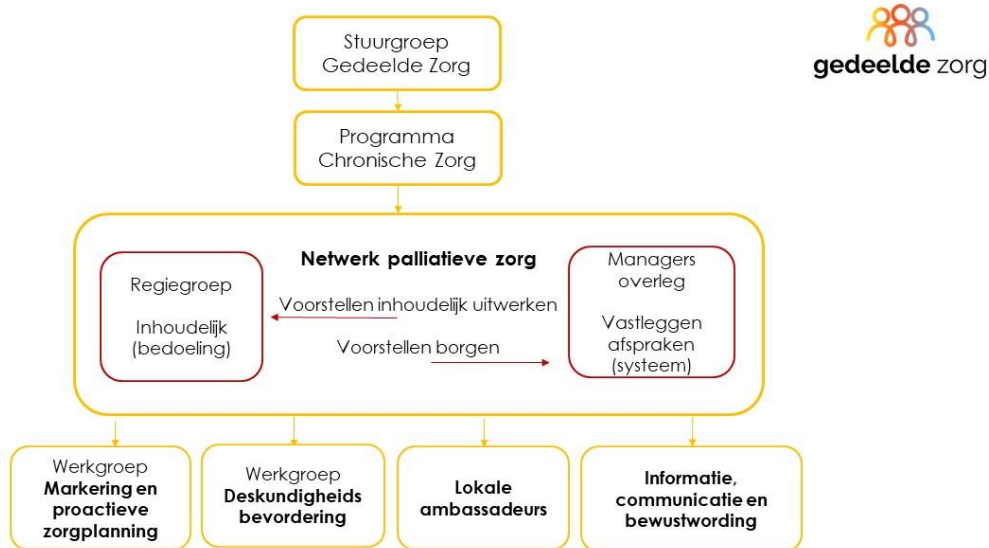 gedeelde zorg
Stuurgroep
Gedeelde Zorg
Programma
Chronische Zorg
Netwerk palliatieve zorg
Regiegroep
Inhoudelijk
(bedoeling)
Voorstellen inhoudelijk uitwerken
Voorstellen borgen
Managers
overleg
Vastleggen
afspraken
(systeem)
Werkgroep
Markering en
proactieve
zorgplanning
Werkgroep
Deskundigheids
bevordering
Lokale
ambassadeurs
Informatie,
communicatie en
bewustwording